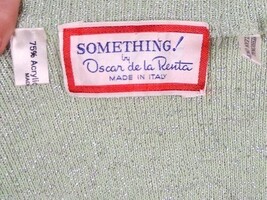 SOMETHING!
by
Oscar de la Renta
MADE IN ITALY
75% Acrylic